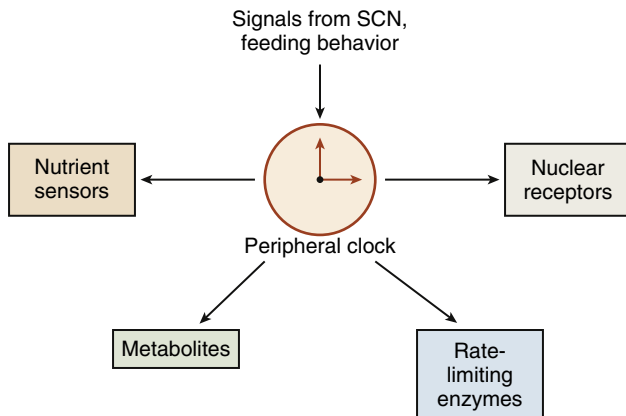 Signals from SCN,
feeding behavior
Nutrient
sensors
Nuclear
receptors
Peripheral clock
Metabolites
Rate-
limiting
enzymes